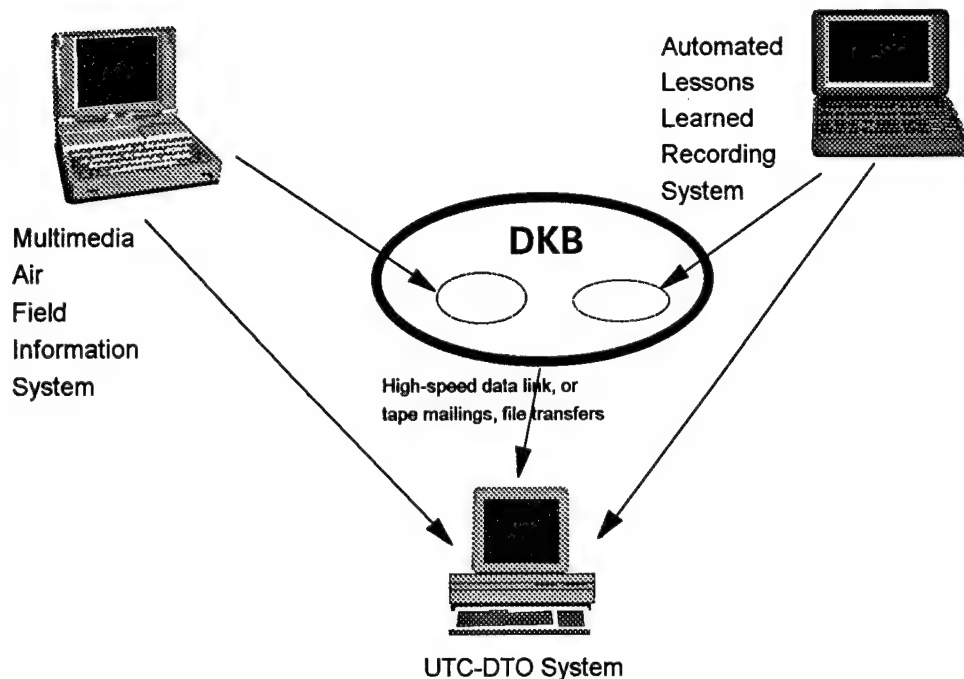 Automated
Lessons
Learned
Recording
System
Multimedia
Air
Field
Information
System
DKB
High-speed data link, or
tape mailings, file transfers
UTC-DTO System